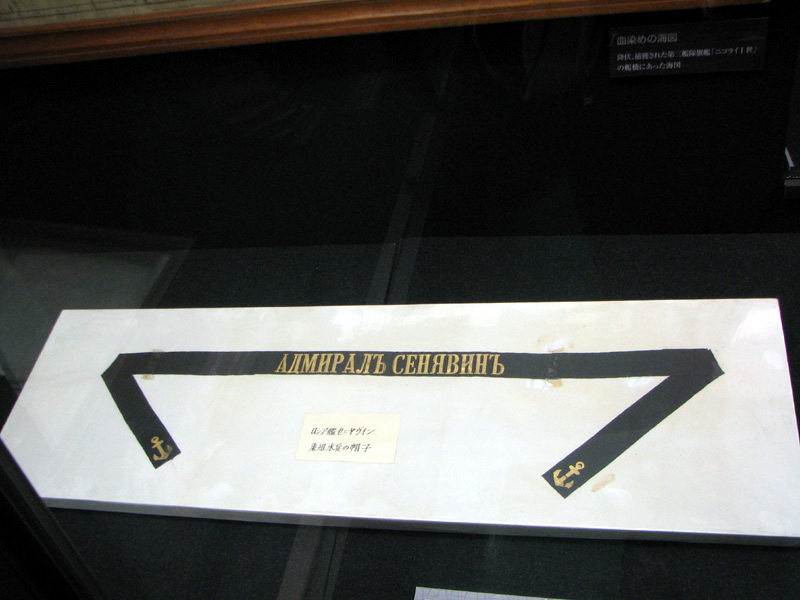 血染めの海図
降伏、捕獲された第三艦隊旗艦「ニコライⅠ世」
の艦橋にあった海図
АДМИРАЛЪ СЕНЯВИНЪ
ロシア艦セニヤヴイン
乗組水兵の帽子